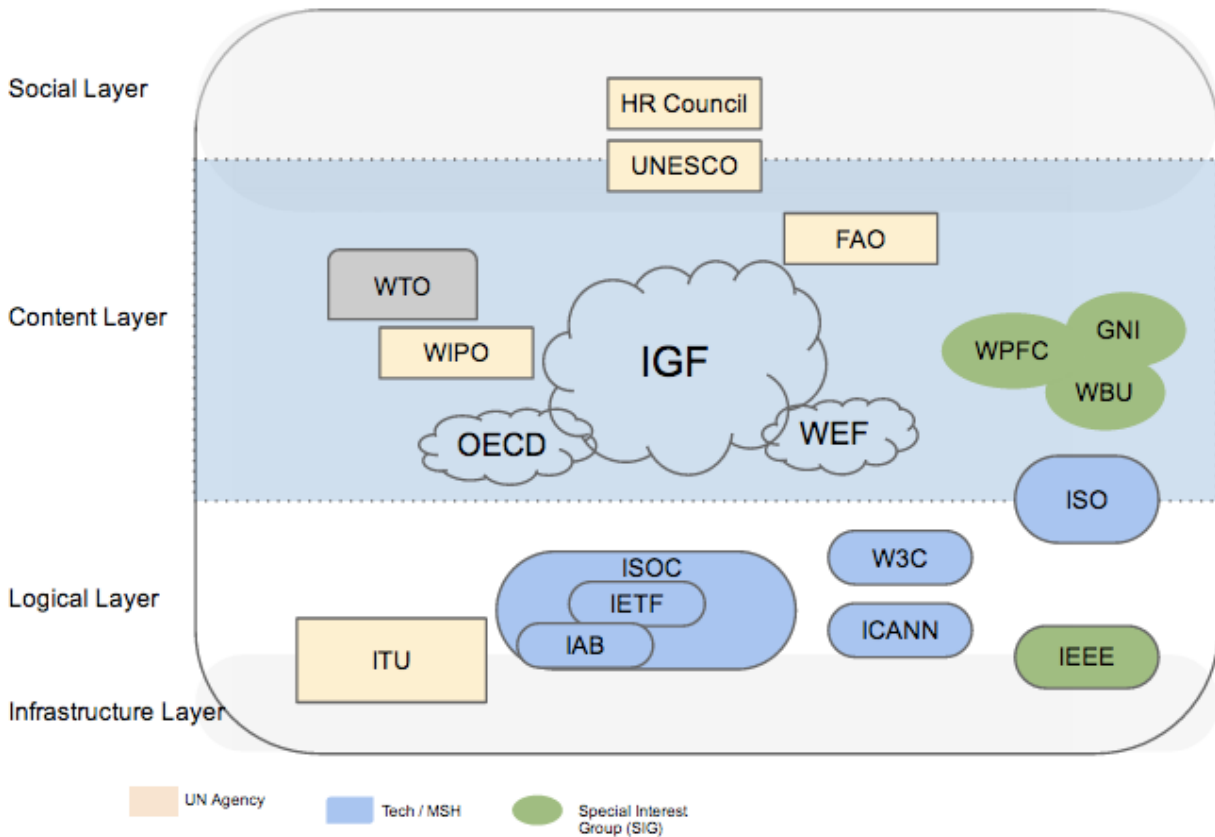 Social Layer
HR Council
UNESCO
FAO
WTO
Content Layer
WIPO
IGF
GNI
WPFC
WBU
OECD
WEF
ISO
W3C
ISOC
Logical Layer
IETF
ICANN
IAB
ITU
IEEE
Infrastructure Layer
UN Agency
Tech / MSH
Special Interest
Group (SIG)